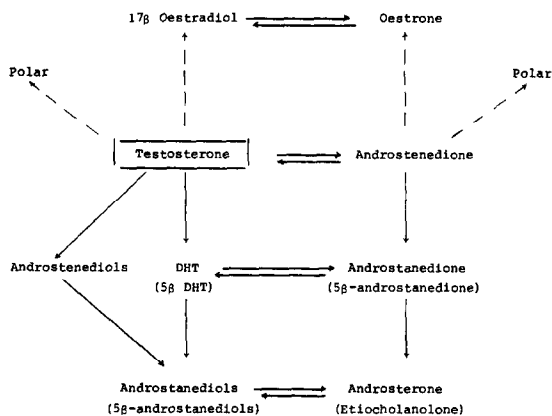 17β Oestradiol Oestrone
Polar Polar
Testosterone Androstenedione
Androstenediols DHT Androstanedione
(5β DHT) (5β-androstanedione)
Androstanediols Androsterone
(5β-androstanediols) (Etiocholanolone)